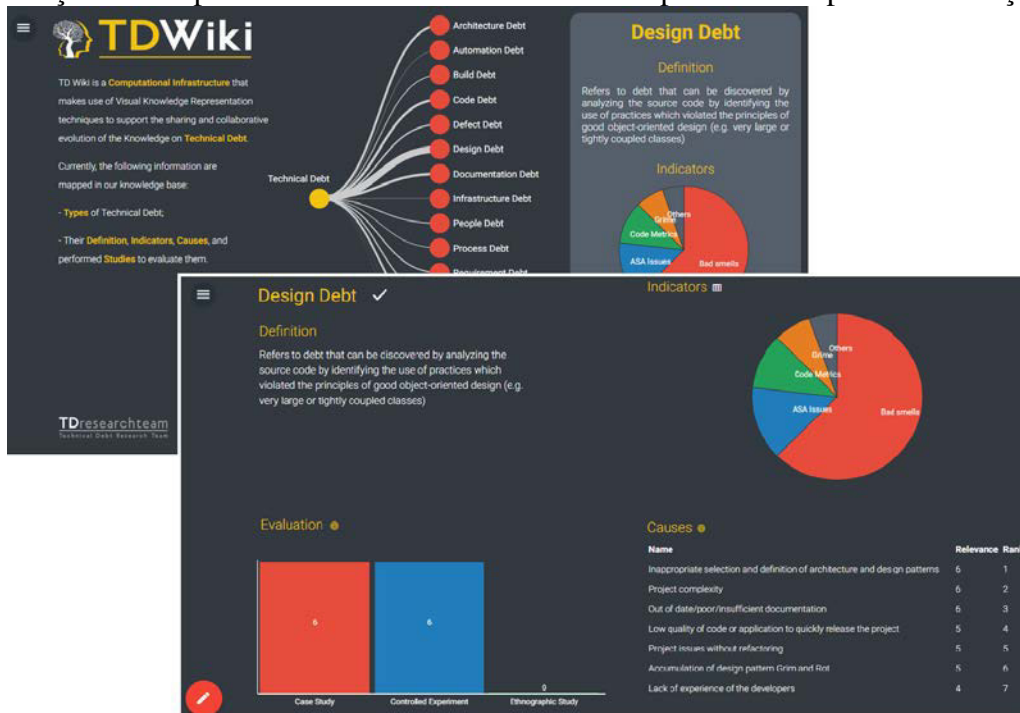 TDWiki
TD Wiki is a Computational Infrastructure that
makes use of Visual Knowledge Representation
techniques to support the sharing and collaborative
evolution of the Knowledge on Technical Debt.
Currently, the following information are
mapped in our knowledge base:
- Types of Technical Debt;
- Their Definition, Indicators, Causes, and
performed Studies to evaluate them.
TDresearchteam
Technical Debt Research Team
Technical Debt
Architecture Debt
Automation Debt
Build Debt
Code Debt
Defect Debt
Design Debt
Documentation Debt
Infrastructure Debt
People Debt
Process Debt
Requirement Debt
Design Debt
Definition
Refers to debt that can be discovered by
analyzing the source code by identifying the
use of practices which violated the principles of
good object-oriented design (e.g. very large or
tightly coupled classes)
Indicators
Others
Grime
Code Metrics
ASA Issues
Bad smells
Design Debt
Definition
Refers to debt that can be discovered by analyzing the
source code by identifying the use of practices which
violated the principles of good object-oriented design (e.g.
very large or tightly coupled classes)
Indicators
Others
Grime
Code Metrics
ASA Issues
Bad smells
Evaluation
6
6
0
Case Study
Controlled Experiment
Ethnographic Study
Causes
Name Relevance Rank
Inappropriate selection and definition of architecture and design patterns 6 1
Project complexity 6 2
Out of date/poor/insufficient documentation 6 3
Low quality of code or application to quickly release the project 5 4
Project issues without refactoring 5 5
Accumulation of design pattern Grim and Rot 5 6
Lack of experience of the developers 4 7